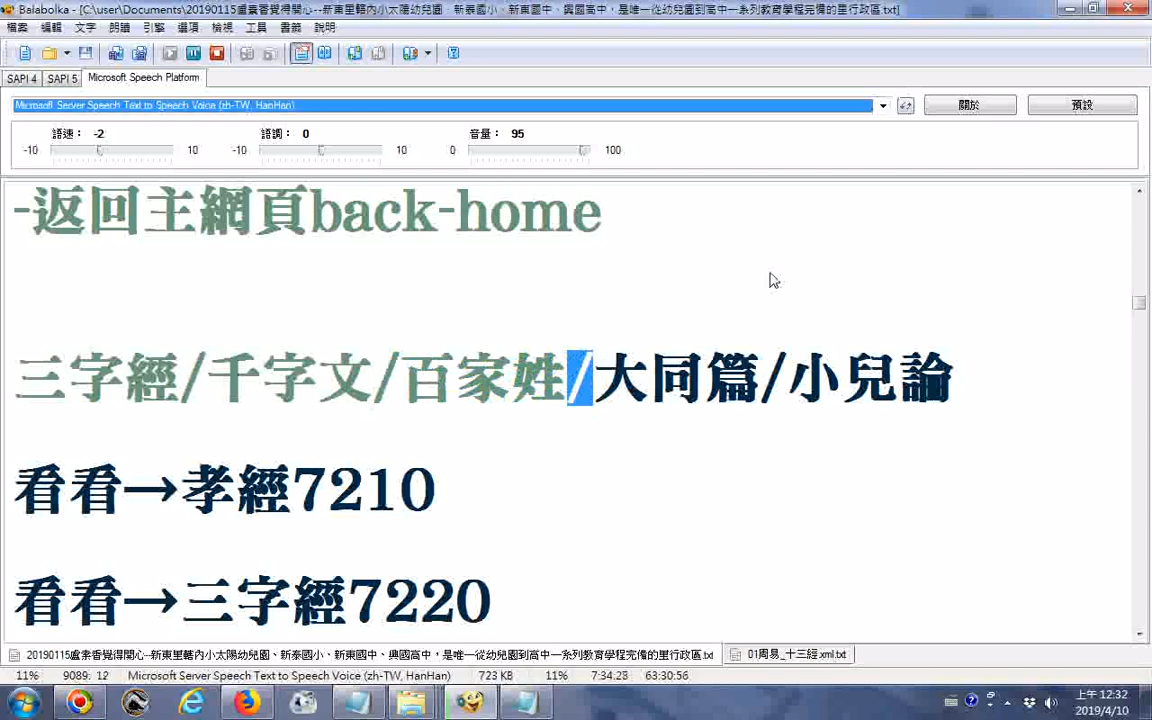 Balabolka - [C:\user\Documents\20190115盧素香覺得開心--新東里轄內小太陽幼兒園、新泰國小、新東國中、興國高中，是唯一從幼兒園到高中一系列教育學程完備的里行政區.txt]
檔案 編輯 文字 朗讀 引擎 選項 檢視 工具 書籤 說明
SAPI 4 SAPI 5 Microsoft Speech Platform
Microsoft Server Speech Text to Speech Voice (zh-TW, HanHan) 關於 預設
語速： -2 語調： 0 音量： 95
-10 10 -10 10 0 100
-返回主網頁back-home
三字經/千字文/百家姓/大同篇/小兒論
看看→孝經7210
看看→三字經7220
20190115盧素香覺得開心--新東里轄內小太陽幼兒園、新泰國小、新東國中、興國高中，是唯一從幼兒園到高中一系列教育學程完備的里行政區.txt 01周易_十三經.xml.txt
11% 9089: 12 Microsoft Server Speech Text to Speech Voice (zh-TW, HanHan) 723 KB 11% 7:34:28 63:30:56
上午 12:32
2019/4/10